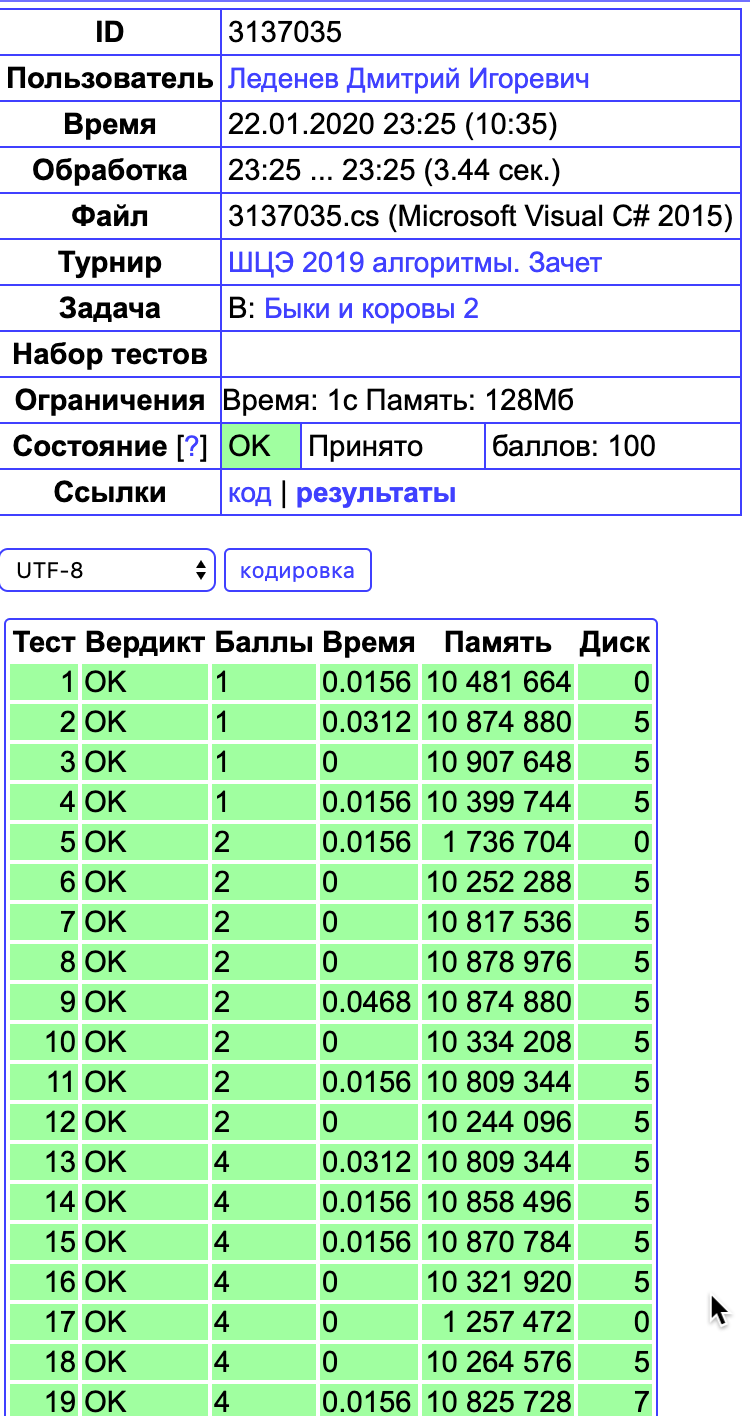 ID 3137035
Пользователь Леденев Дмитрий Игоревич
Время 22.01.2020 23:25 (10:35)
Обработка 23:25 ... 23:25 (3.44 сек.)
Файл 3137035.cs (Microsoft Visual C# 2015)
Турнир ШЦЭ 2019 алгоритмы. Зачет
Задача B: Быки и коровы 2
Набор тестов
Ограничения Время: 1с Память: 128Мб
Состояние [?] OK Принято баллов: 100
Ссылки код | результаты
UTF-8 кодировка
Тест Вердикт Баллы Время Память Диск
1 OK 1 0.0156 10 481 664 0
2 OK 1 0.0312 10 874 880 5
3 OK 1 0 10 907 648 5
4 OK 1 0.0156 10 399 744 5
5 OK 2 0.0156 1 736 704 0
6 OK 2 0 10 252 288 5
7 OK 2 0 10 817 536 5
8 OK 2 0 10 878 976 5
9 OK 2 0.0468 10 874 880 5
10 OK 2 0 10 334 208 5
11 OK 2 0.0156 10 809 344 5
12 OK 2 0 10 244 096 5
13 OK 4 0.0312 10 809 344 5
14 OK 4 0.0156 10 858 496 5
15 OK 4 0.0156 10 870 784 5
16 OK 4 0 10 321 920 5
17 OK 4 0 1 257 472 0
18 OK 4 0 10 264 576 5
19 OK 4 0.0156 10 825 728 7